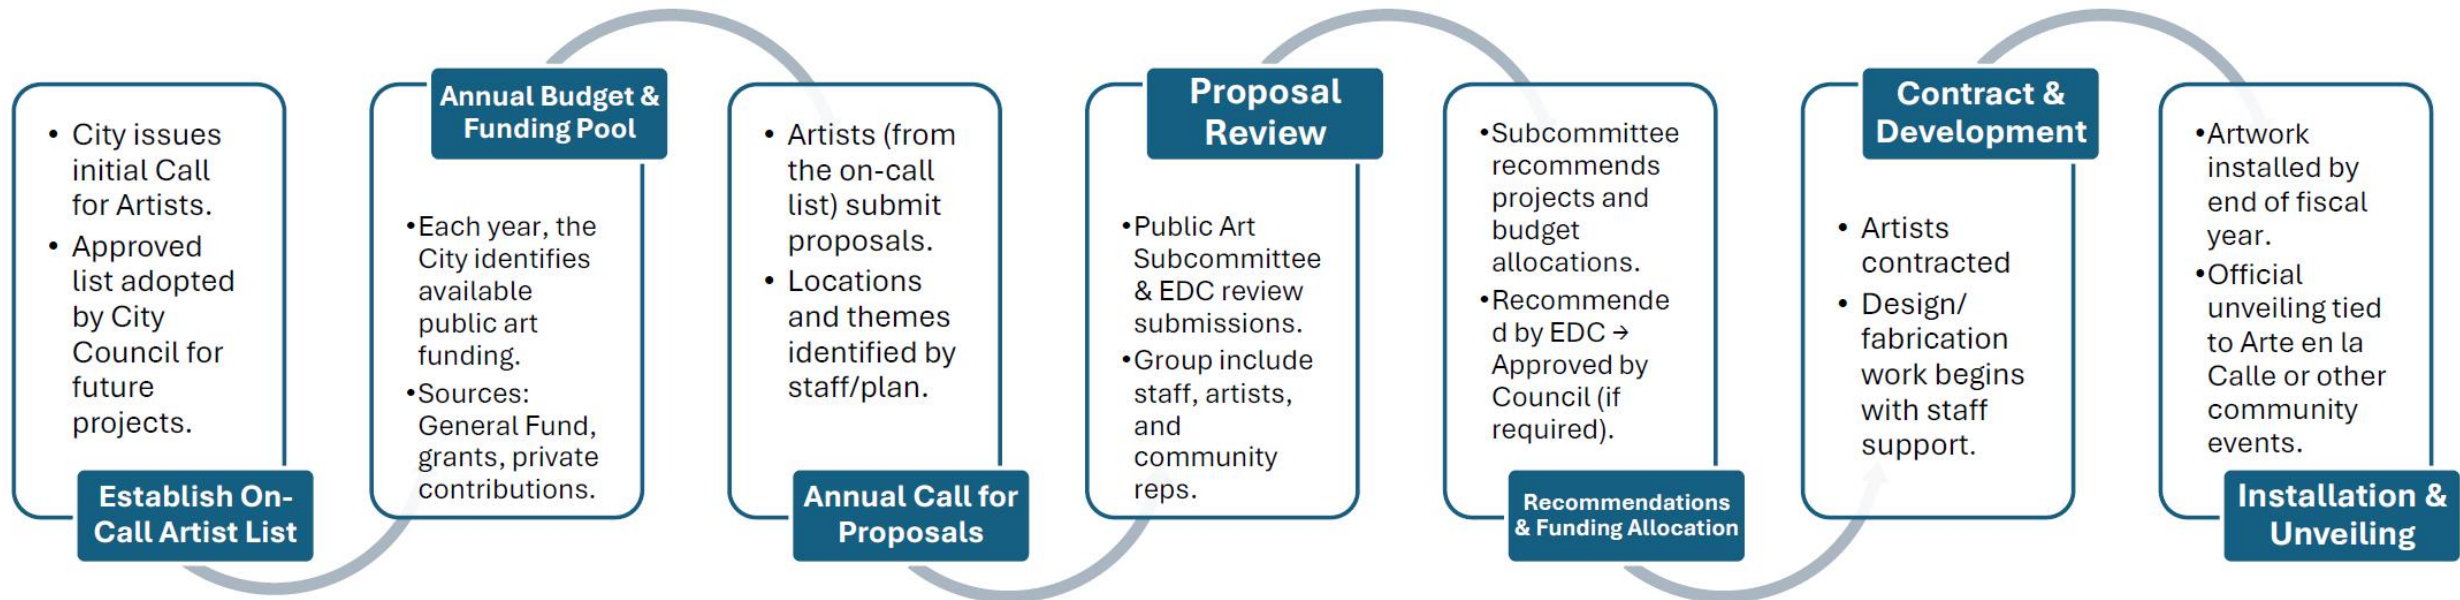 • City issues
initial Call
for Artists.
• Approved
list adopted
by City
Council for
future
projects.
Establish On-
Call Artist List
Annual Budget &
Funding Pool
•Each year, the
City identifies
available
public art
funding.
•Sources:
General Fund,
grants, private
contributions.
• Artists (from
the on-call
list) submit
proposals.
• Locations
and themes
identified by
staff/plan.
Annual Call for
Proposals
Proposal
Review
•Public Art
Subcommittee
& EDC review
submissions.
•Group include
staff, artists,
and
community
reps.
•Subcommittee
recommends
projects and
budget
allocations.
•Recommende
d by EDC →
Approved by
Council (if
required).
Recommendations
& Funding Allocation
Contract &
Development
• Artists
contracted
• Design/
fabrication
work begins
with staff
support.
•Artwork
installed by
end of fiscal
year.
•Official
unveiling tied
to Arte en la
Calle or other
community
events.
Installation &
Unveiling